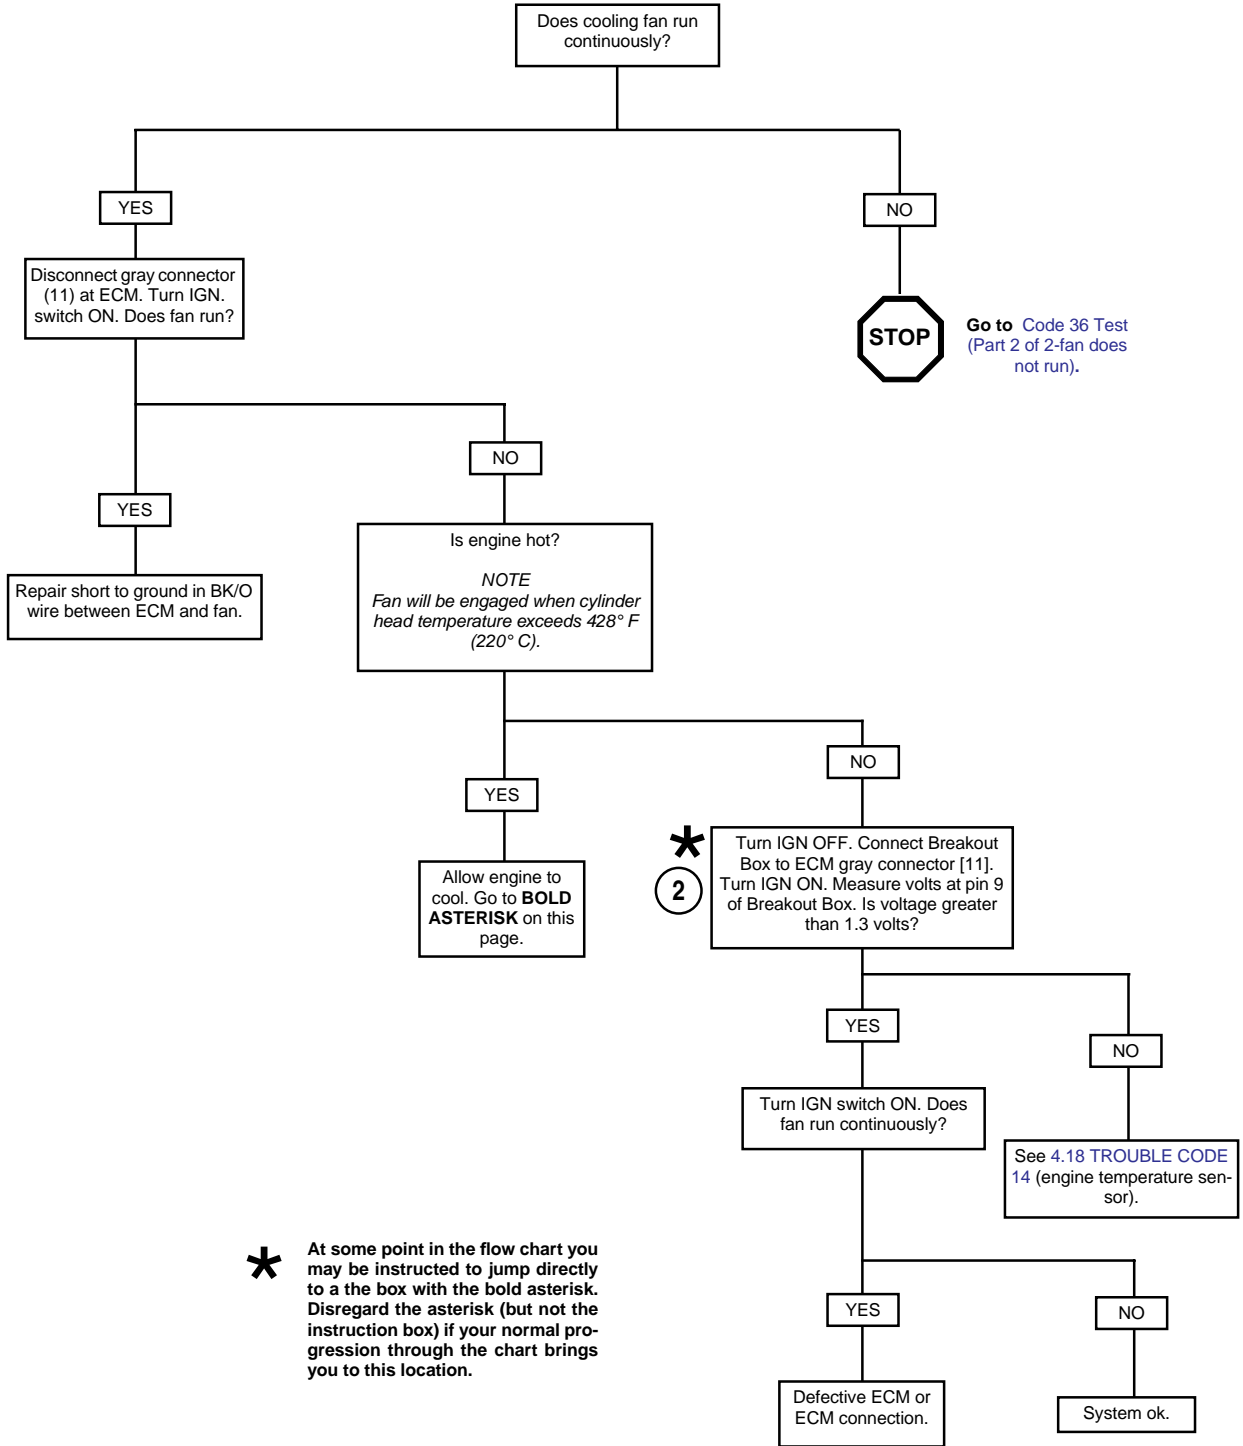 Does cooling fan run
continuously?
YES
NO
Disconnect gray connector
(11) at ECM. Turn IGN.
switch ON. Does fan run?
STOP
Go to Code 36 Test
(Part 2 of 2-fan does
not run).
NO
YES
Is engine hot?
NOTE
Fan will be engaged when cylinder
head temperature exceeds 428° F
(220° C).
Repair short to ground in BK/O
wire between ECM and fan.
NO
YES
*
2
Turn IGN OFF. Connect Breakout
Box to ECM gray connector [11].
Turn IGN ON. Measure volts at pin 9
of Breakout Box. Is voltage greater
than 1.3 volts?
Allow engine to
cool. Go to BOLD
ASTERISK on this
page.
YES
NO
Turn IGN switch ON. Does
fan run continuously?
See 4.18 TROUBLE CODE
14 (engine temperature sen-
sor).
*
At some point in the flow chart you
may be instructed to jump directly
to a the box with the bold asterisk.
Disregard the asterisk (but not the
instruction box) if your normal pro-
gression through the chart brings
you to this location.
YES
NO
Defective ECM or
ECM connection.
System ok.